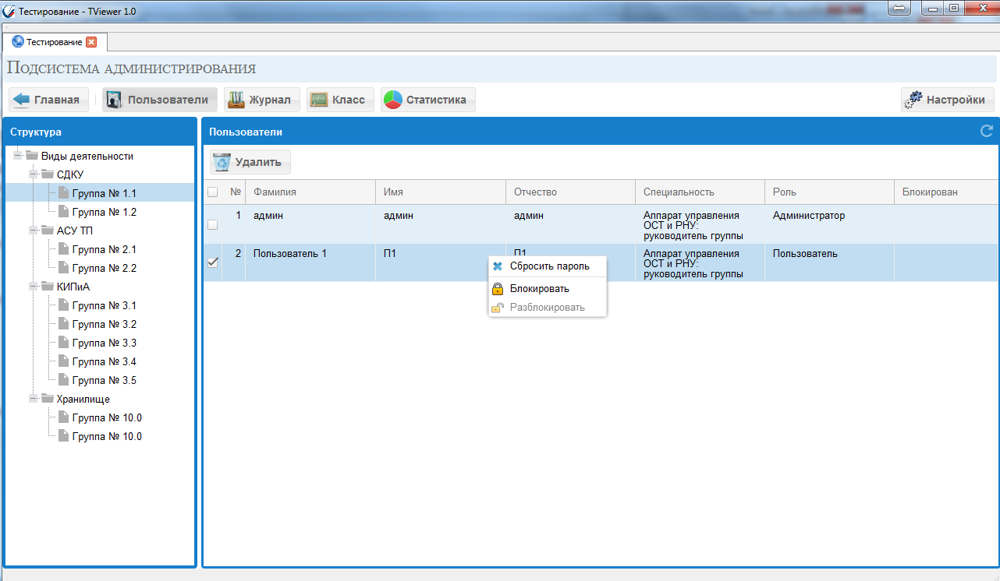 Тестирование - TViewer 1.0
Тестирование
Подсистема администрирования
Главная Пользователи Журнал Класс Статистика Настройки
Структура
Виды деятельности
СДКУ
Группа № 1.1
Группа № 1.2
АСУ ТП
Группа № 2.1
Группа № 2.2
КИПиА
Группа № 3.1
Группа № 3.2
Группа № 3.3
Группа № 3.4
Группа № 3.5
Хранилище
Группа № 10.0
Группа № 10.0
Пользователи
Удалить
№ Фамилия Имя Отчество Специальность Роль Блокирован
1 админ админ админ Аппарат управления Администратор
ОСТ и РНУ:
руководитель группы
2 Пользователь 1 П1 П1 Аппарат управления Пользователь
ОСТ и РНУ:
руководитель группы
Сбросить пароль
Блокировать
Разблокировать